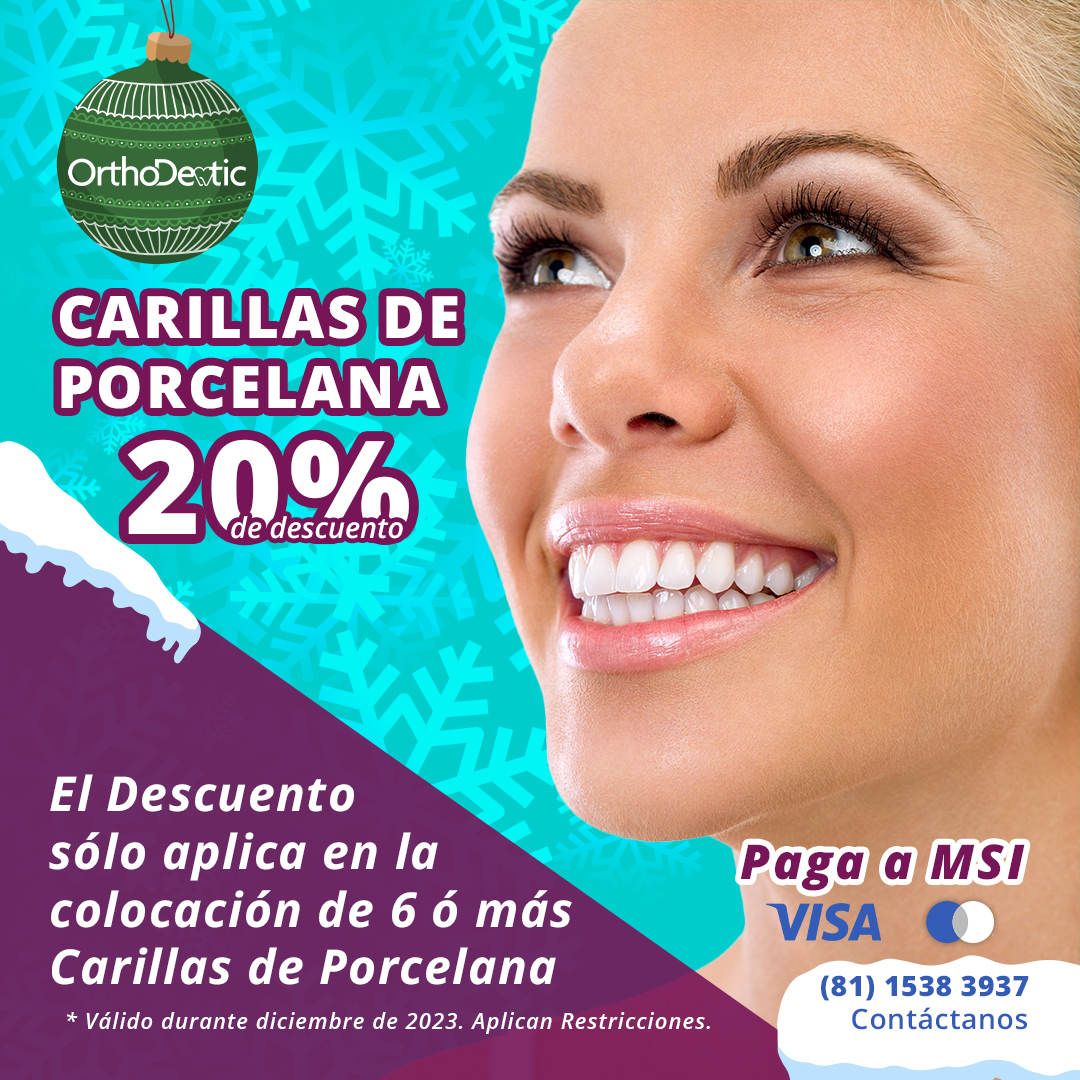 OrthoDentic
CARILLAS DE
PORCELANA
20%
de descuento
El Descuento
sólo aplica en la
colocación de 6 ó más
Carillas de Porcelana
* Válido durante diciembre de 2023. Aplican Restricciones.
Paga a MSI
VISA
(81) 1538 3937
Contáctanos